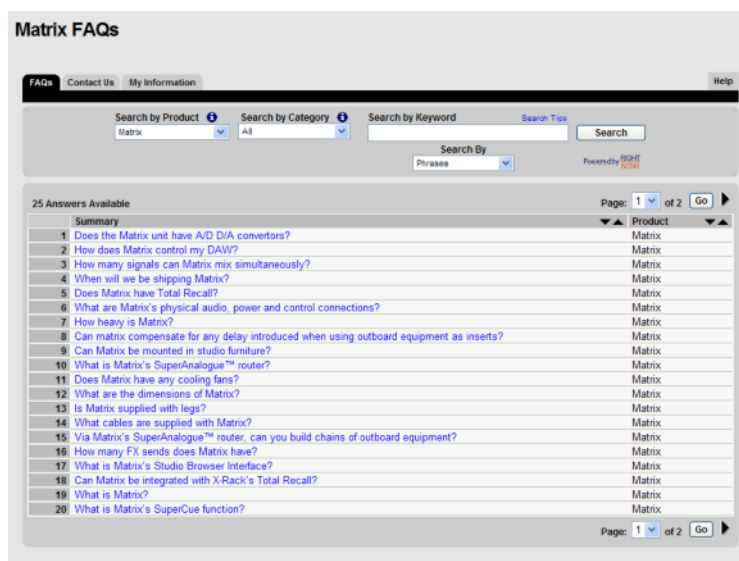 Matrix FAQs
FAQs Contact Us My Information Help
Search by Product Search by Category Search by Keyword Search Tips
Matrix All Search
Search By
Phrases Powered by RIGHT NOW
25 Answers Available Page: 1 of 2 Go
Summary Product
1 Does the Matrix unit have A/D D/A convertors? Matrix
2 How does Matrix control my DAW? Matrix
3 How many signals can Matrix mix simultaneously? Matrix
4 When will we be shipping Matrix? Matrix
5 Does Matrix have Total Recall? Matrix
6 What are Matrix's physical audio, power and control connections? Matrix
7 How heavy is Matrix? Matrix
8 Can matrix compensate for any delay introduced when using outboard equipment as inserts? Matrix
9 Can Matrix be mounted in studio furniture? Matrix
10 What is Matrix's SuperAnalogue™ router? Matrix
11 Does Matrix have any cooling fans? Matrix
12 What are the dimensions of Matrix? Matrix
13 Is Matrix supplied with legs? Matrix
14 What cables are supplied with Matrix? Matrix
15 Via Matrix's SuperAnalogue™ router, can you build chains of outboard equipment? Matrix
16 How many FX sends does Matrix have? Matrix
17 What is Matrix's Studio Browser Interface? Matrix
18 Can Matrix be integrated with X-Rack's Total Recall? Matrix
19 What is Matrix? Matrix
20 What is Matrix's SuperCue function? Matrix
Page: 1 of 2 Go